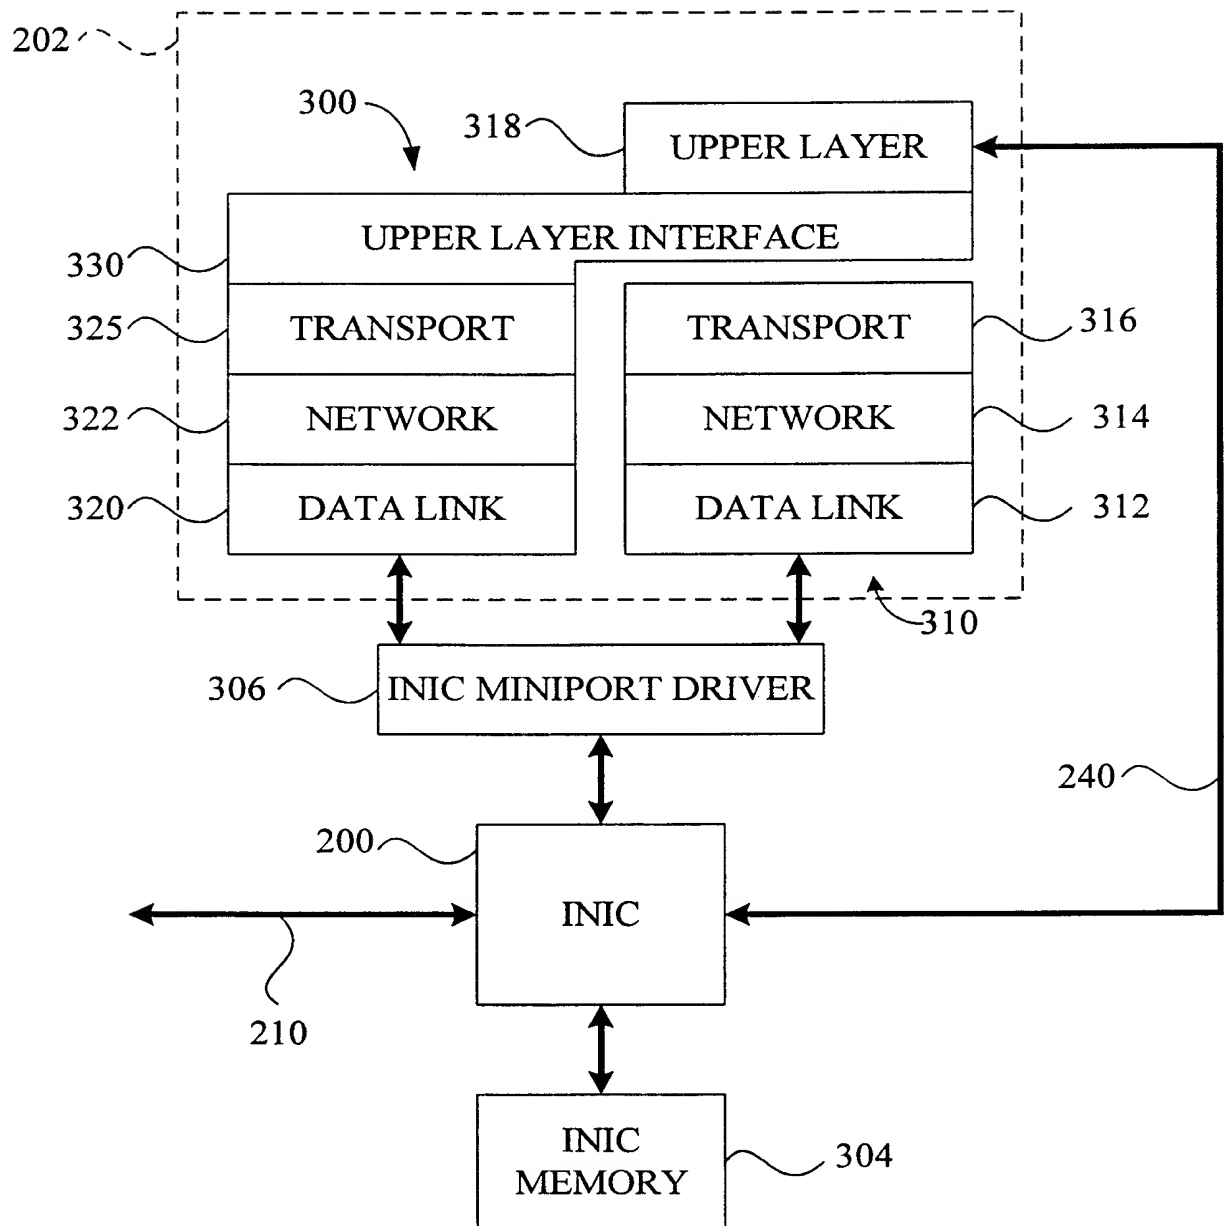 202
300
318
UPPER LAYER
330
UPPER LAYER INTERFACE
325
TRANSPORT
TRANSPORT
316
322
NETWORK
NETWORK
314
320
DATA LINK
DATA LINK
312
310
306
INIC MINIPORT DRIVER
240
200
INIC
210
INIC
MEMORY
304